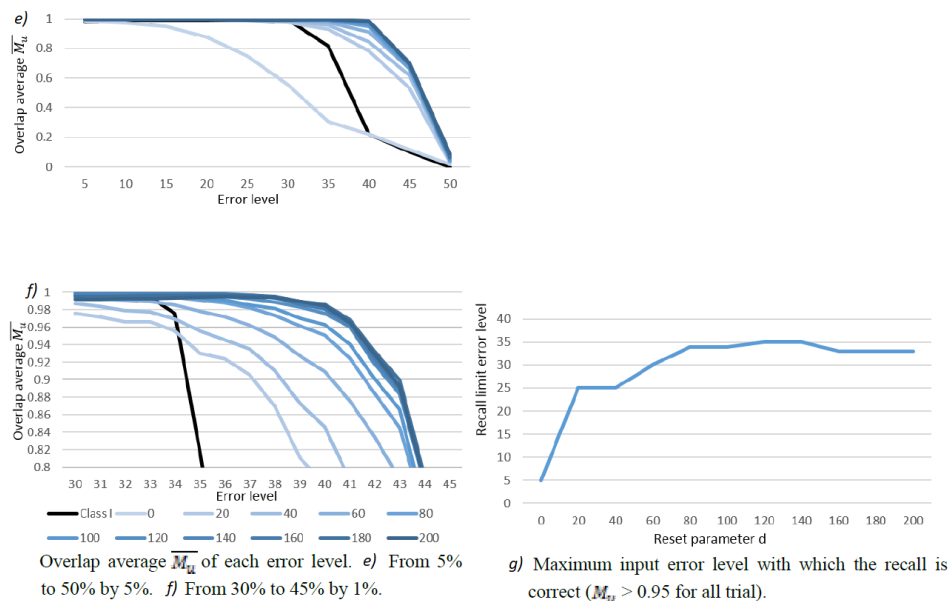 e)
Overlap average M̅ᵤ
1
0.8
0.6
0.4
0.2
0
5 10 15 20 25 30 35 40 45 50
Error level
f)
Overlap average M̅ᵤ
1
0.98
0.96
0.94
0.92
0.9
0.88
0.86
0.84
0.82
0.8
30 31 32 33 34 35 36 37 38 39 40 41 42 43 44 45
Error level
Class I 0 20 40 60 80
100 120 140 160 180 200
Overlap average M̅ᵤ of each error level. e) From 5%
to 50% by 5%. f) From 30% to 45% by 1%.
Recall limit error level
40
35
30
25
20
15
10
5
0
0 20 40 60 80 100 120 140 160 180 200
Reset parameter d
g) Maximum input error level with which the recall is
correct (Mᵤ > 0.95 for all trial).